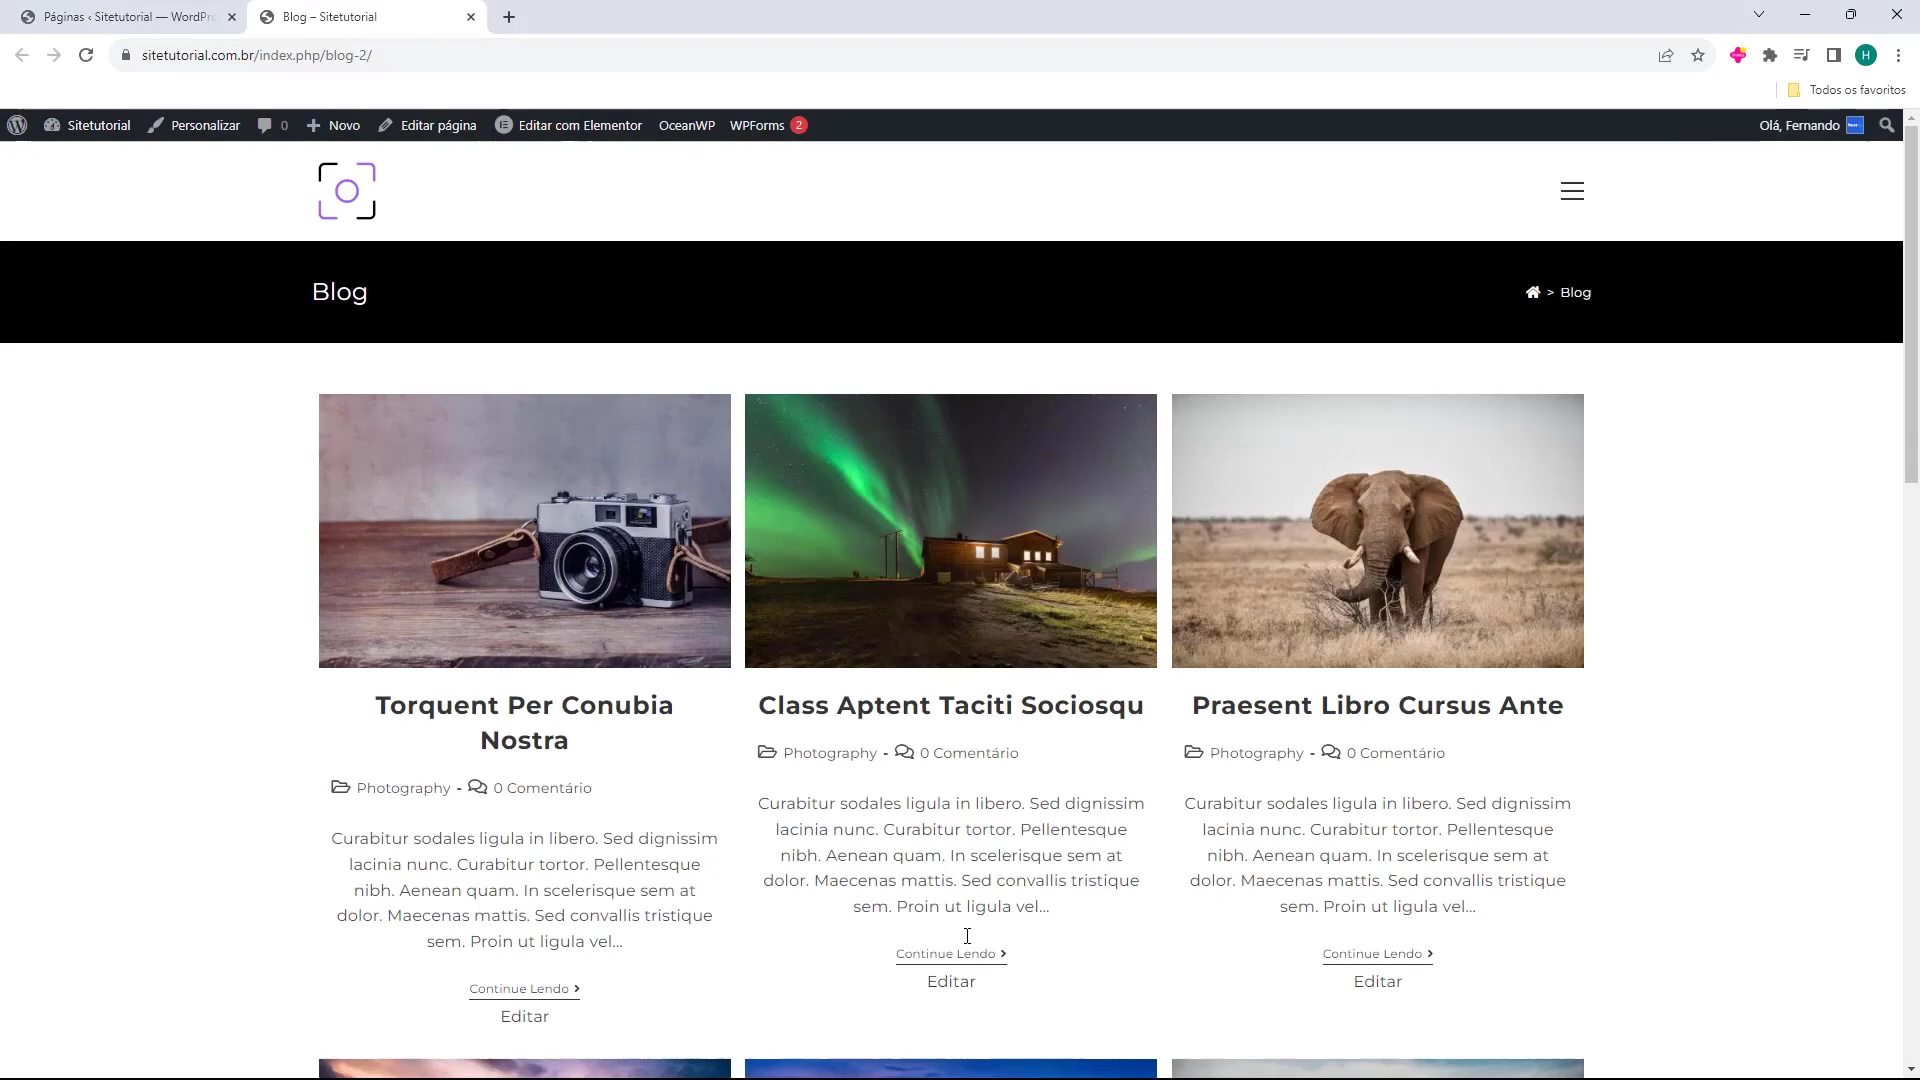 Páginas ‹ Sitetutorial — WordPr
Blog – Sitetutorial
sitetutorial.com.br/index.php/blog-2/
H
Todos os favoritos
Sitetutorial
Personalizar
0
Novo
Editar página
Editar com Elementor
OceanWP
WPForms 2
Olá, Fernando
Blog
> Blog
Torquent Per Conubia
Nostra
Photography - 0 Comentário
Curabitur sodales ligula in libero. Sed dignissim
lacinia nunc. Curabitur tortor. Pellentesque
nibh. Aenean quam. In scelerisque sem at
dolor. Maecenas mattis. Sed convallis tristique
sem. Proin ut ligula vel…
Continue Lendo
Editar
Class Aptent Taciti Sociosqu
Photography - 0 Comentário
Curabitur sodales ligula in libero. Sed dignissim
lacinia nunc. Curabitur tortor. Pellentesque
nibh. Aenean quam. In scelerisque sem at
dolor. Maecenas mattis. Sed convallis tristique
sem. Proin ut ligula vel…
Continue Lendo
Editar
Praesent Libro Cursus Ante
Photography - 0 Comentário
Curabitur sodales ligula in libero. Sed dignissim
lacinia nunc. Curabitur tortor. Pellentesque
nibh. Aenean quam. In scelerisque sem at
dolor. Maecenas mattis. Sed convallis tristique
sem. Proin ut ligula vel…
Continue Lendo
Editar